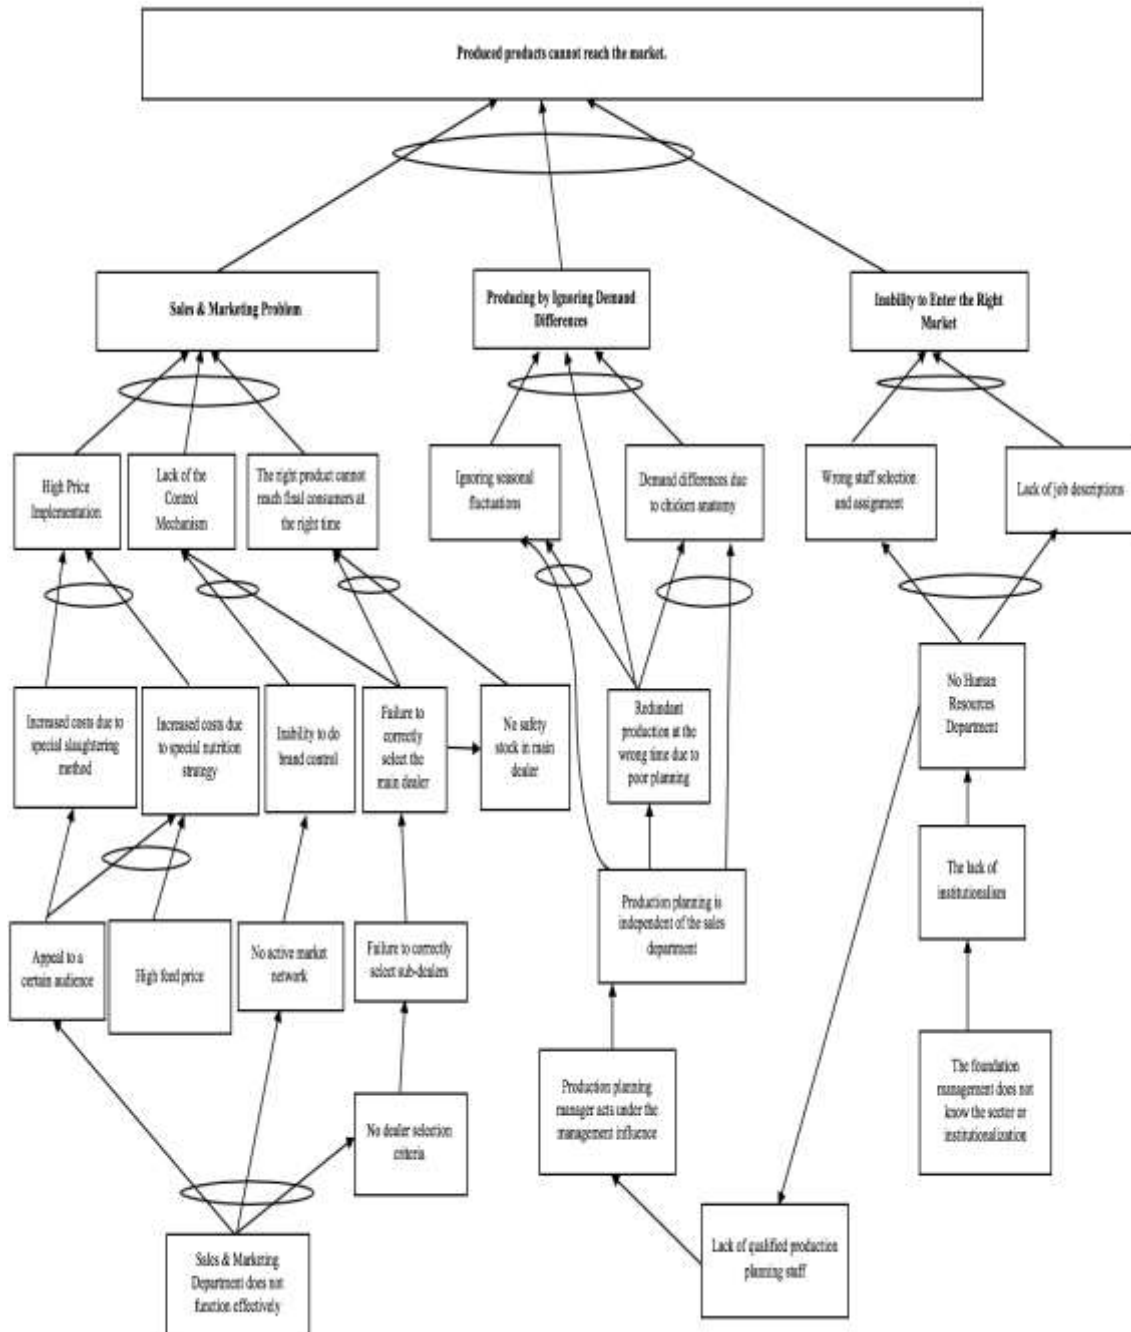 Produced products cannot reach the market.
Sales & Marketing Problem
Producing by Ignoring Demand
Differences
Inability to Enter the Right
Market
High Price
Implementation
Lack of the
Control
Mechanism
The right product cannot
reach final consumers at
the right time
Ignoring seasonal
fluctuations
Demand differences due
to chicken anatomy
Wrong staff selection
and assignment
Lack of job descriptions
Increased costs due to
special slaughtering
method
Increased costs due
to special nutrition
strategy
Inability to do
brand control
Failure to
correctly
select the
main dealer
No safety
stock in main
dealer
Redundant
production at
the wrong time
due to
poor planning
No Human
Resources
Department
Appeal to a
certain audience
High feed price
No active market
network
Failure to correctly
select sub-dealers
Production planning is
independent of the sales
department
The lack of
institutionalism
No dealer selection
criteria
Production planning
manager acts under the
management influence
The foundation
management does not
know the sector or
institutionalization
Sales & Marketing
Department does not
function effectively
Lack of qualified production
planning staff